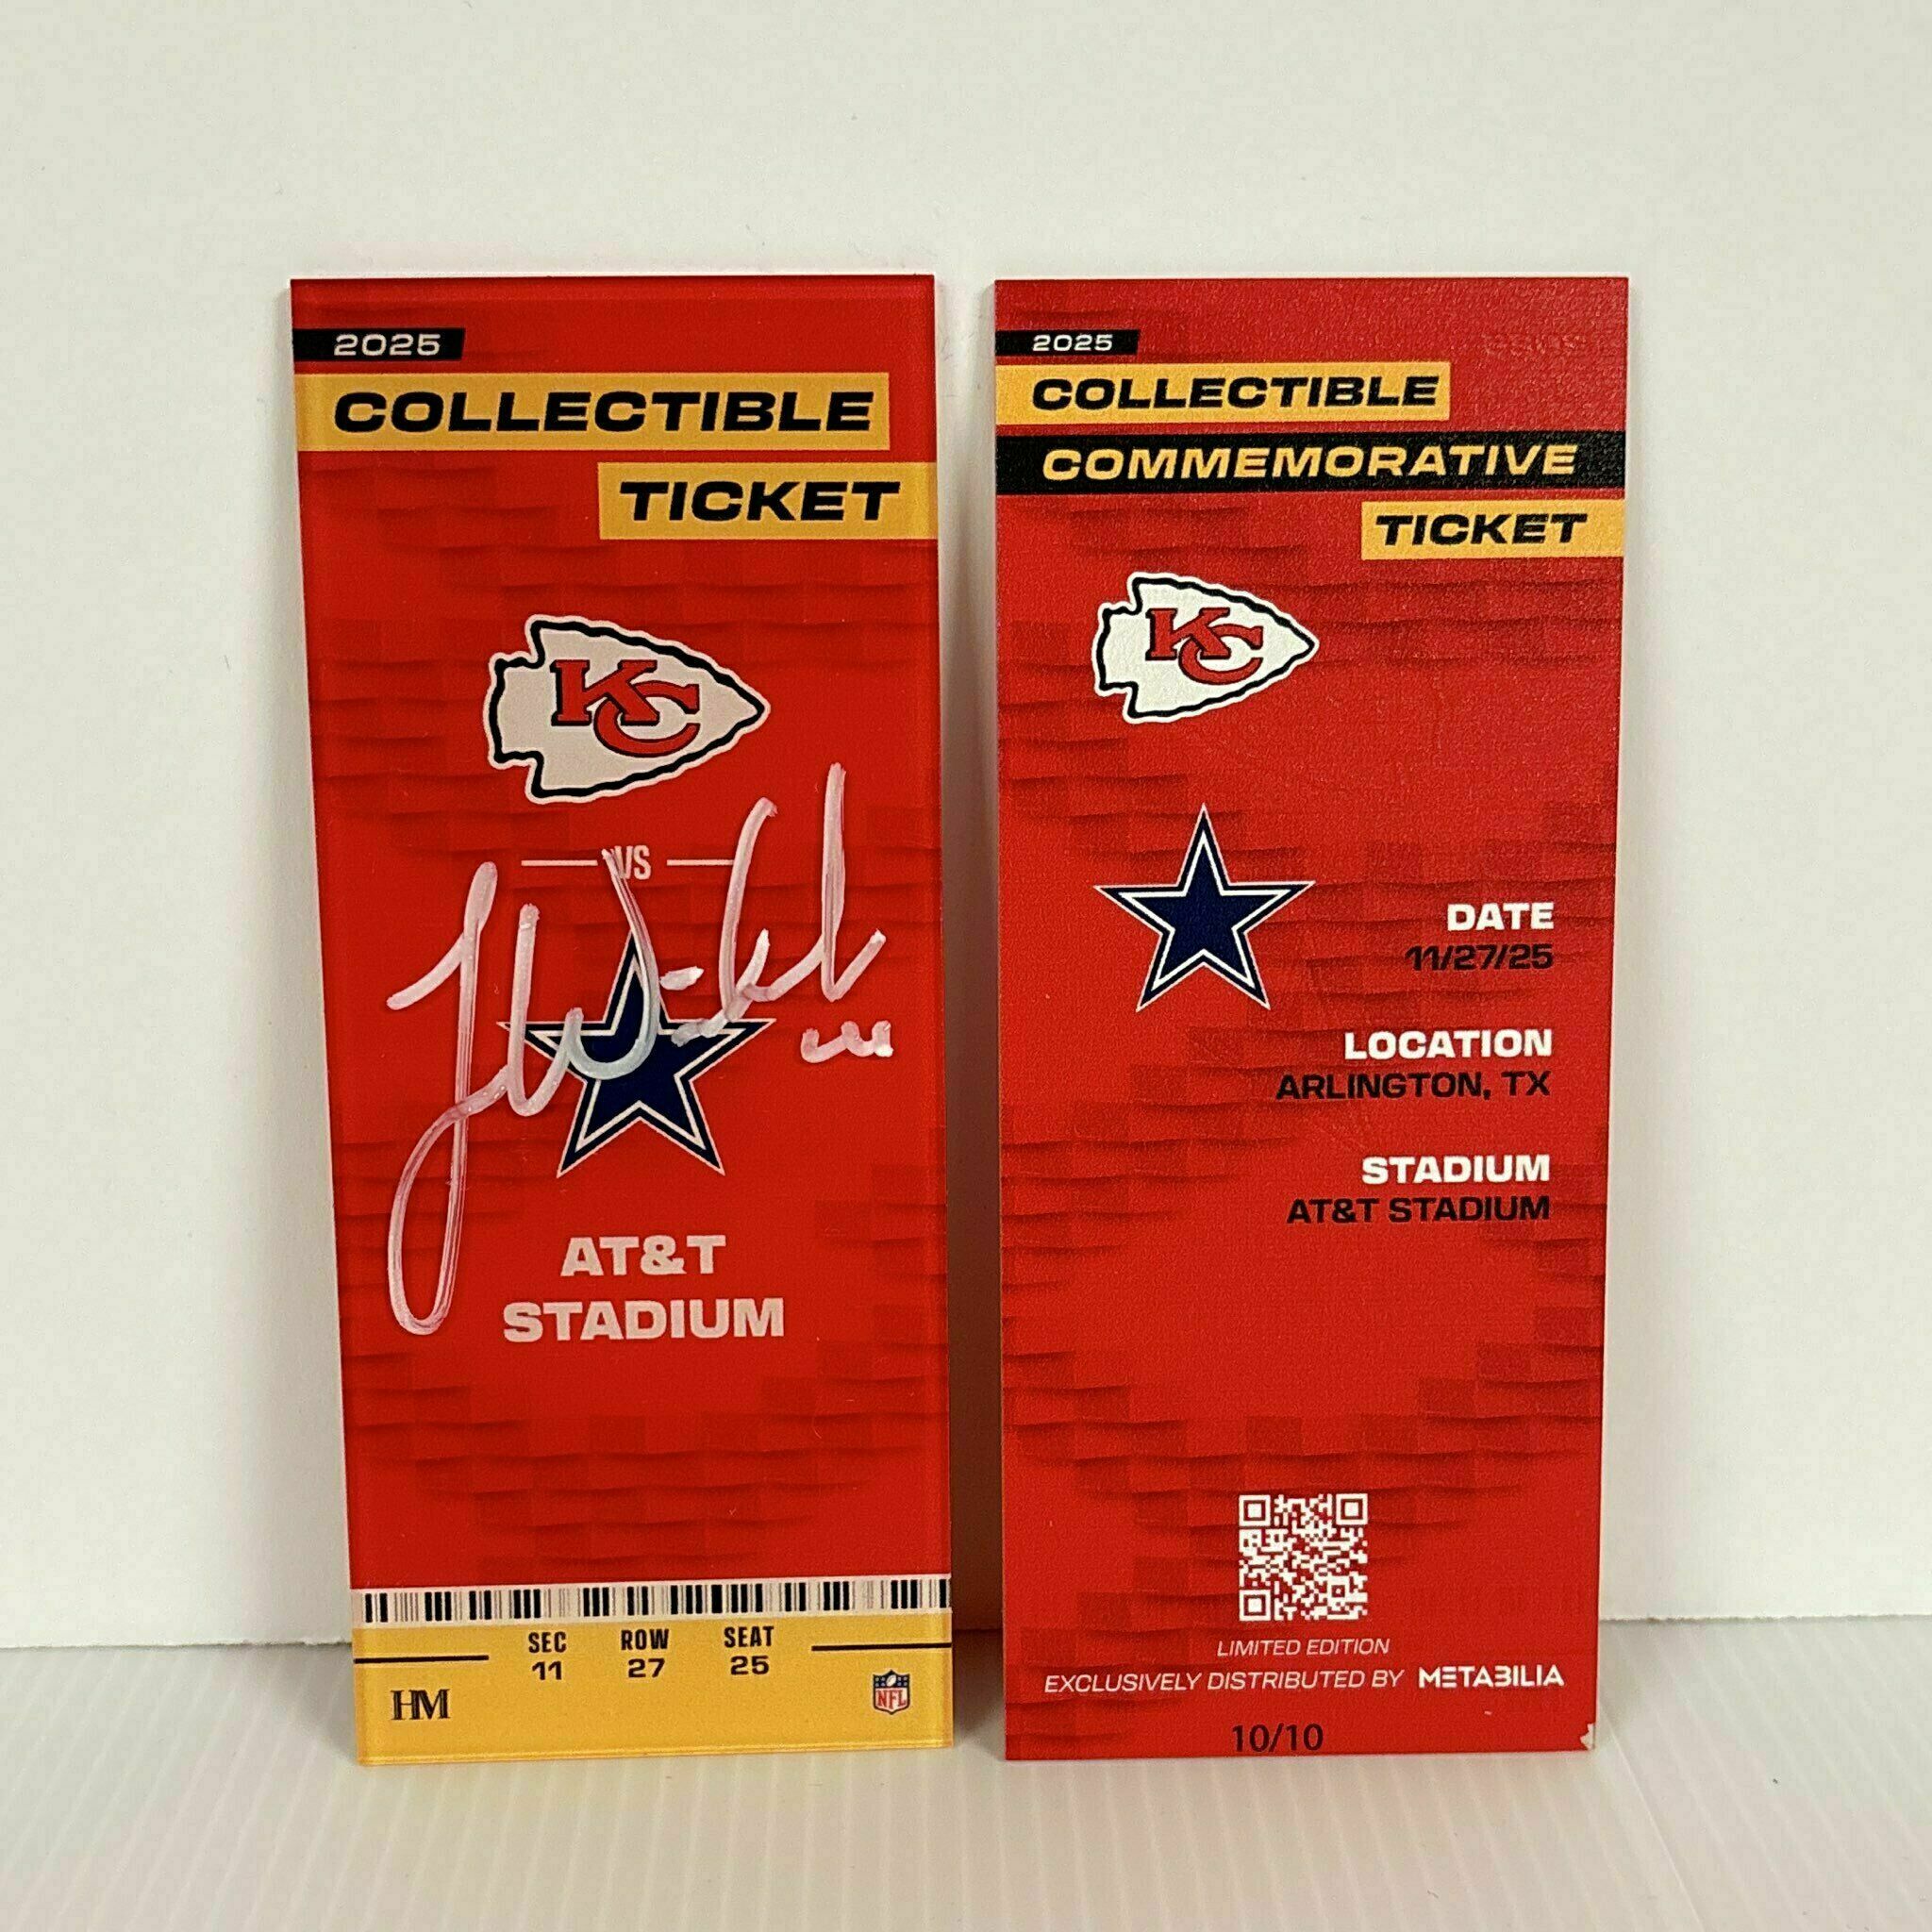 2025
COLLECTIBLE
TICKET
KC
VS
AT&T
STADIUM
SEC ROW SEAT
11 27 25
HM
NFL
2025
COLLECTIBLE
COMMEMORATIVE
TICKET
KC
DATE
11/27/25
LOCATION
ARLINGTON, TX
STADIUM
AT&T STADIUM
LIMITED EDITION
EXCLUSIVELY DISTRIBUTED BY METABILIA
10/10